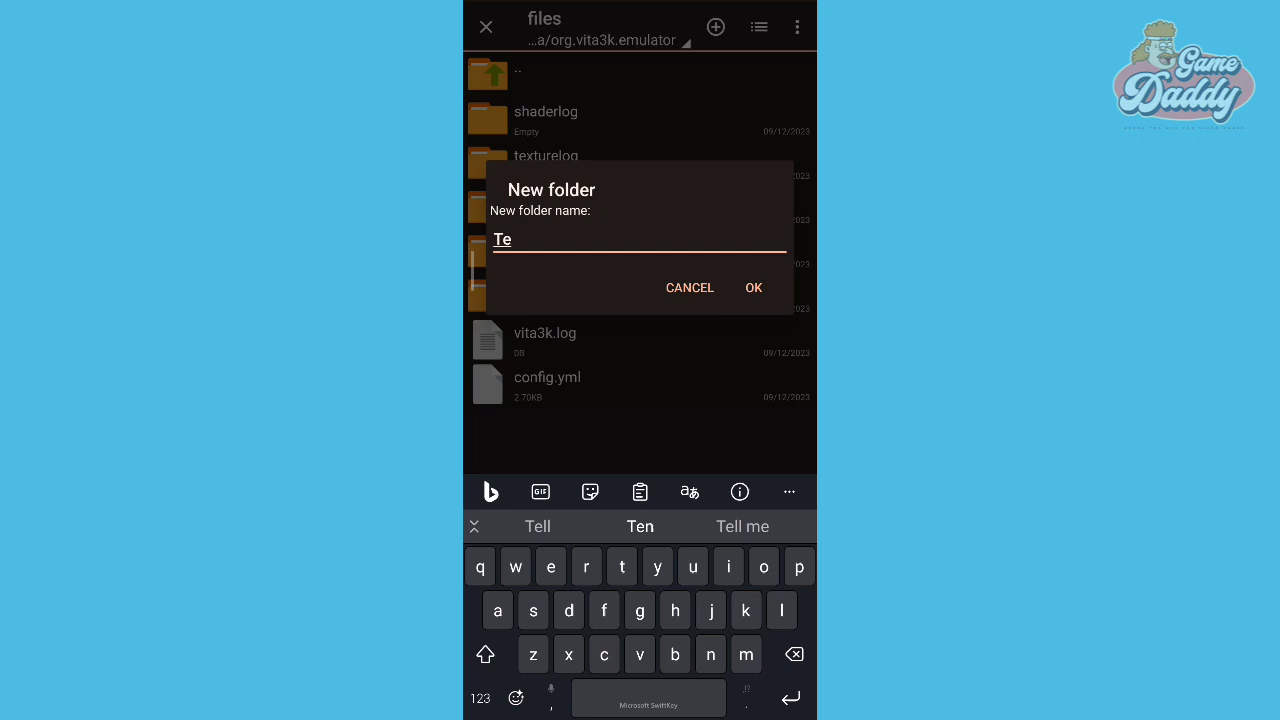 files
...a/org.vita3k.emulator
..
shaderlog
Empty
09/12/2023
texturelog
New folder
New folder name:
Te
CANCEL
OK
vita3k.log
0B
09/12/2023
config.yml
2.70KB
09/12/2023
GIF
Tell
Ten
Tell me
q w e r t y u i o p
a s d f g h j k l
z x c v b n m
123
,
Microsoft SwiftKey
.
Game
Daddy